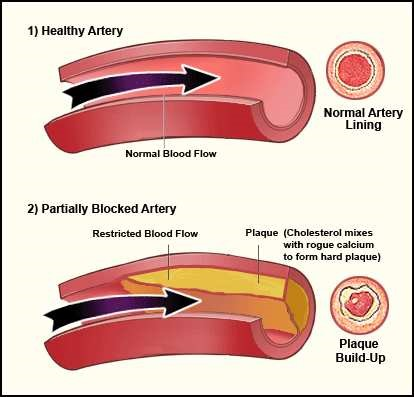 1) Healthy Artery
Normal Artery
Lining
Normal Blood Flow
2) Partially Blocked Artery
Restricted Blood Flow
Plaque (Cholesterol mixes
with rogue calcium
to form hard plaque)
Plaque
Build-Up